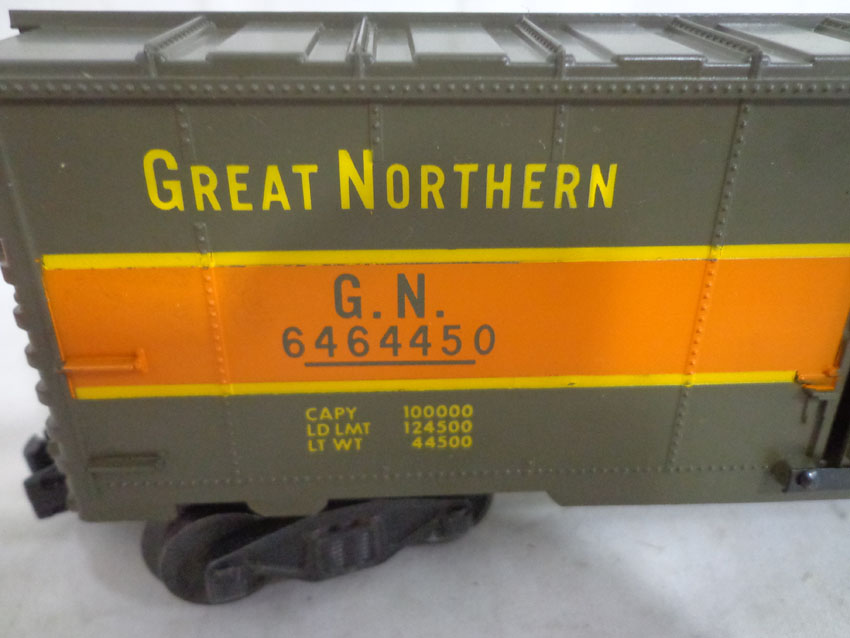 GREAT NORTHERN
G.N.
6464450
CAPY 100000
LD LMT 124500
LT WT 44500